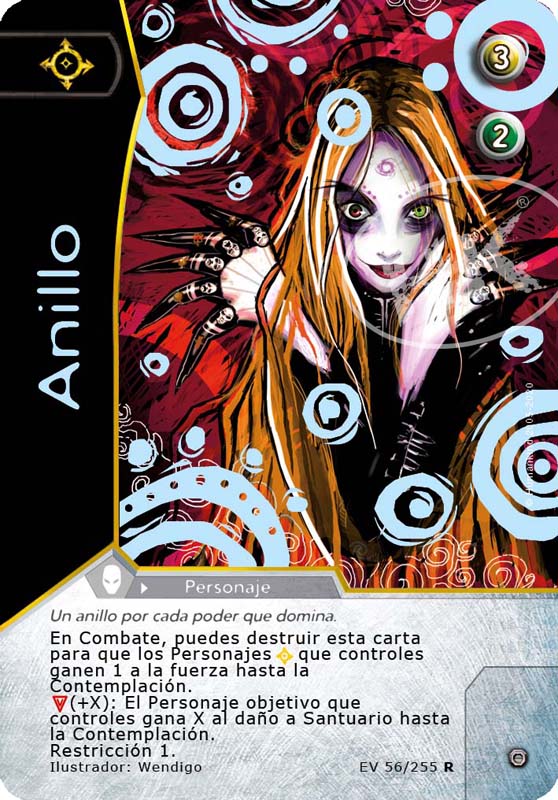 3
2
Anillo
Personaje
Un anillo por cada poder que domina.
En Combate, puedes destruir esta carta
para que los Personajes que controles
ganen 1 a la fuerza hasta la
Contemplación.
(+X): El Personaje objetivo que
controles gana X al daño a Santuario hasta
la Contemplación.
Restricción 1.
Ilustrador: Wendigo
EV 56/255 R